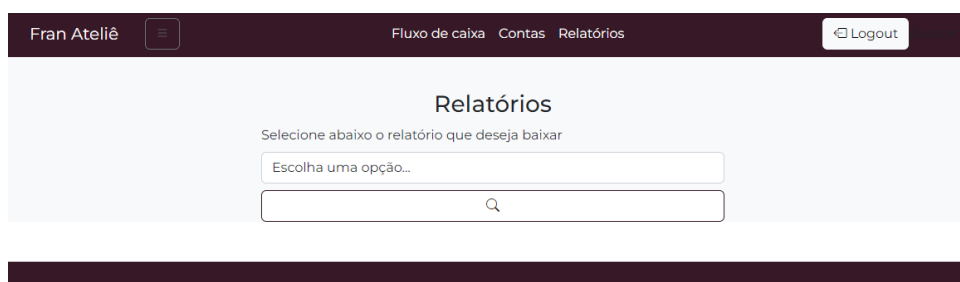 Fran Ateliê
Fluxo de caixa Contas Relatórios
Logout
Relatórios
Selecione abaixo o relatório que deseja baixar
Escolha uma opção...